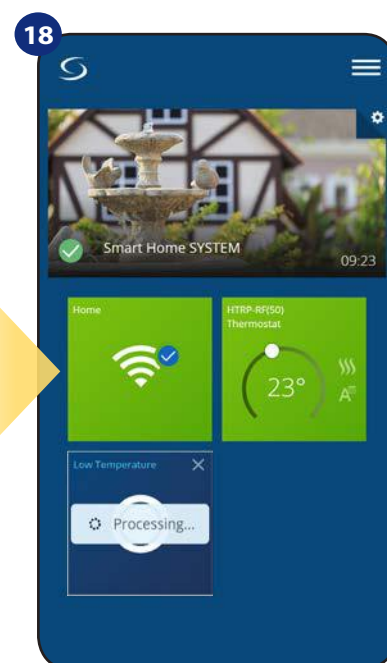 18
Smart Home SYSTEM
09:23
Home
HTRP-RF(50)
Thermostat
23°
A
Low Temperature
Processing...